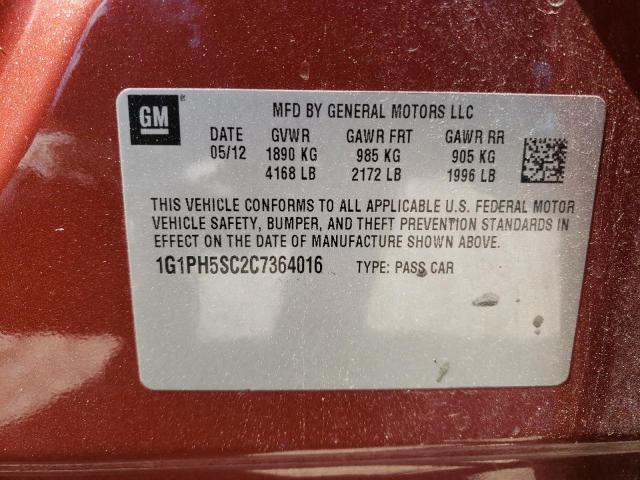 GM ® MFD BY GENERAL MOTORS LLC
DATE GVWR GAWR FRT GAWR RR
05/12 1890 KG 985 KG 905 KG
4168 LB 2172 LB 1996 LB
THIS VEHICLE CONFORMS TO ALL APPLICABLE U.S. FEDERAL MOTOR
VEHICLE SAFETY, BUMPER, AND THEFT PREVENTION STANDARDS IN
EFFECT ON THE DATE OF MANUFACTURE SHOWN ABOVE.
1G1PH5SC2C7364016 TYPE: PASS CAR